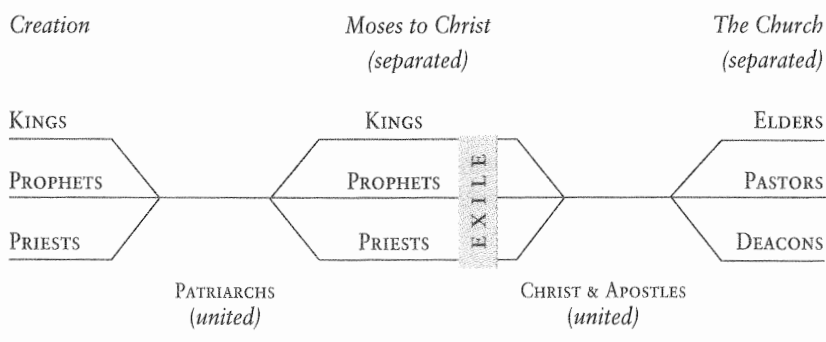 Creation
Moses to Christ
(separated)
The Church
(separated)
KINGS
KINGS
ELDERS
PROPHETS
PROPHETS
PASTORS
PRIESTS
PRIESTS
DEACONS
EXILE
PATRIARCHS
(united)
CHRIST & APOSTLES
(united)